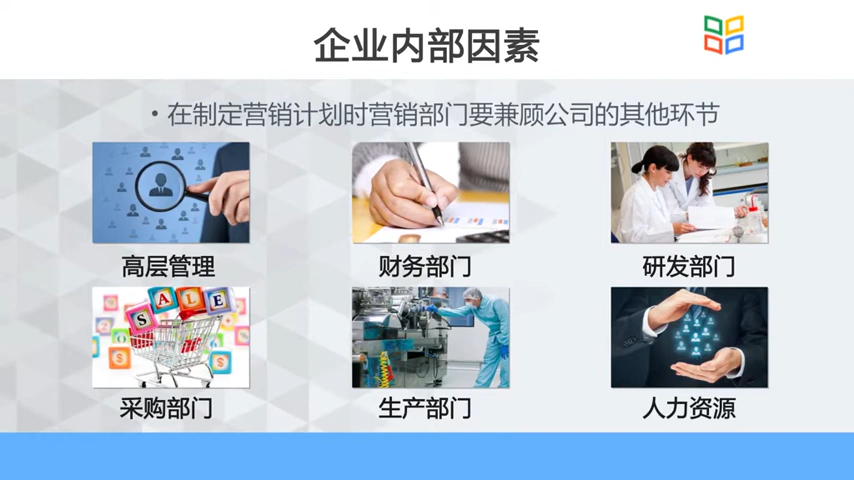 企业内部因素
• 在制定营销计划时营销部门要兼顾公司的其他环节
高层管理
财务部门
研发部门
SALE
采购部门
生产部门
人力资源